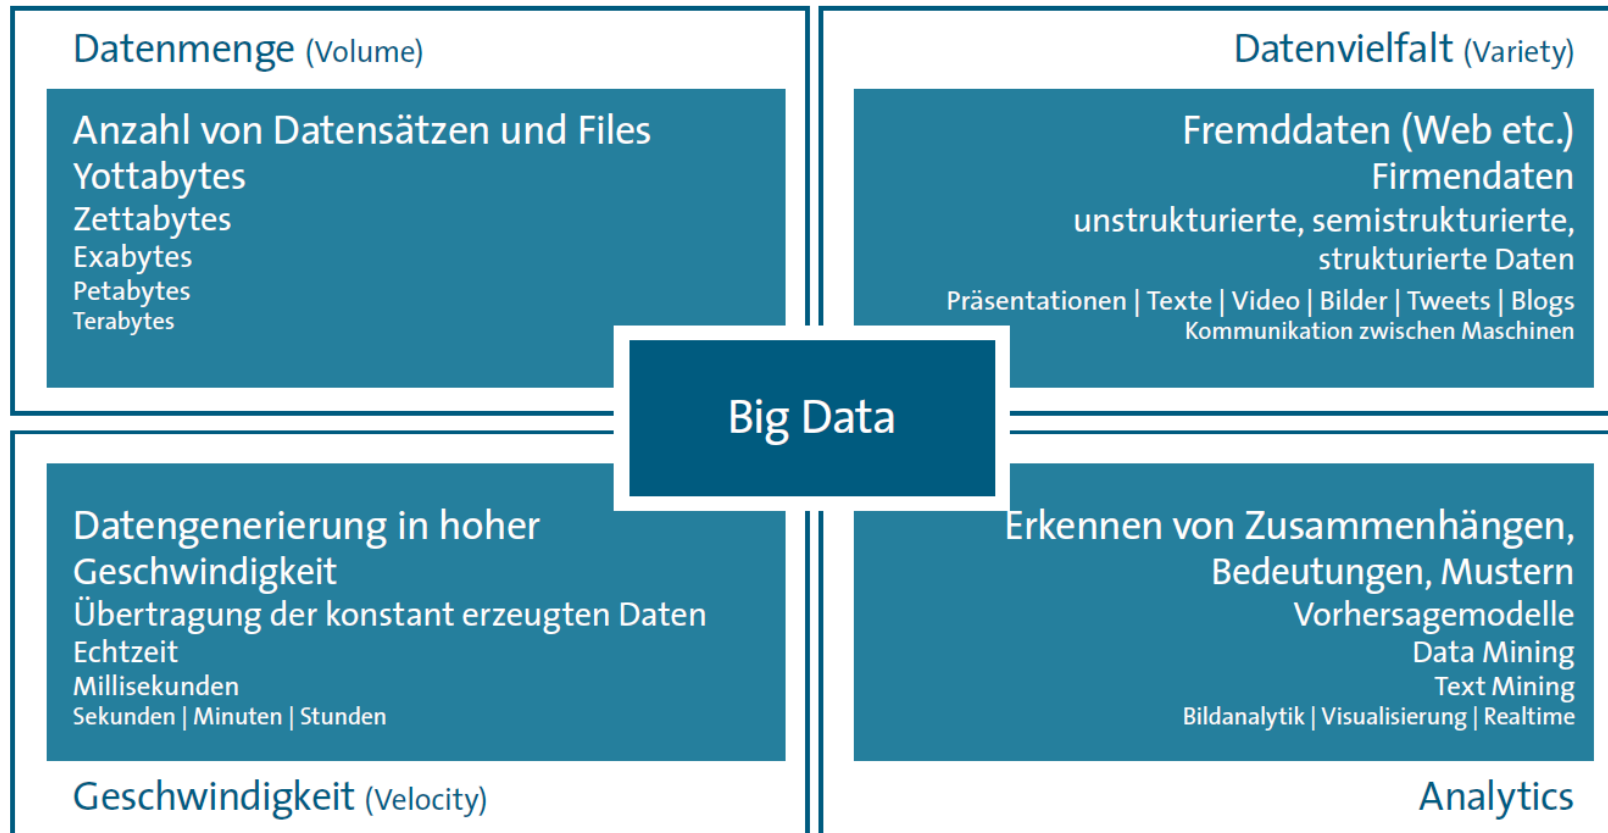 Datenmenge (Volume)
Anzahl von Datensätzen und Files
Yottabytes
Zettabytes
Exabytes
Petabytes
Terabytes
Datenvielfalt (Variety)
Fremddaten (Web etc.)
Firmendaten
unstrukturierte, semistrukturierte,
strukturierte Daten
Präsentationen | Texte | Video | Bilder | Tweets | Blogs
Kommunikation zwischen Maschinen
Big Data
Datengenerierung in hoher
Geschwindigkeit
Übertragung der konstant erzeugten Daten
Echtzeit
Millisekunden
Sekunden | Minuten | Stunden
Geschwindigkeit (Velocity)
Erkennen von Zusammenhängen,
Bedeutungen, Mustern
Vorhersagemodelle
Data Mining
Text Mining
Bildanalytik | Visualisierung | Realtime
Analytics